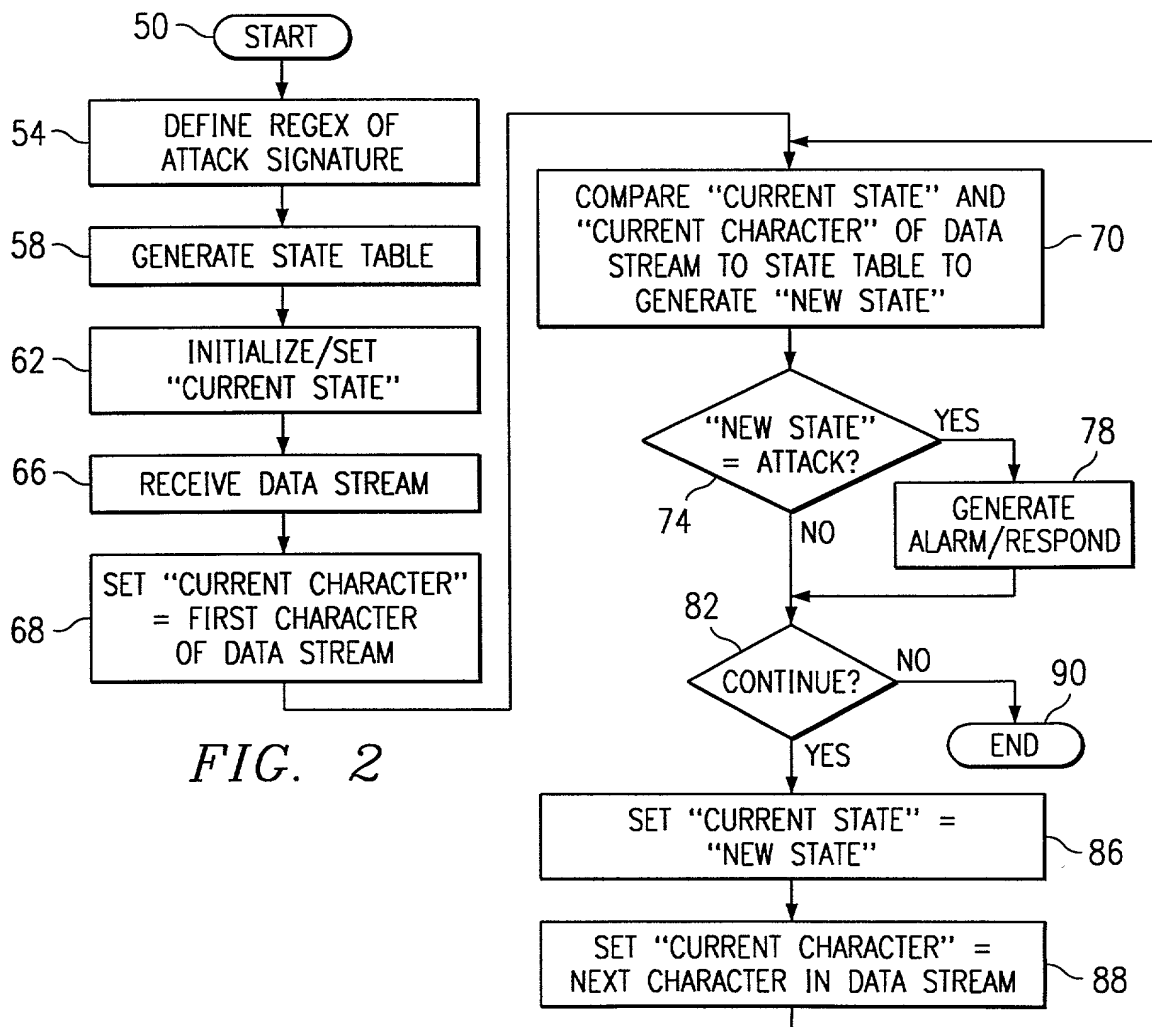 50
START
54
DEFINE REGEX OF
ATTACK SIGNATURE
58
GENERATE STATE TABLE
62
INITIALIZE/SET
“CURRENT STATE”
66
RECEIVE DATA STREAM
68
SET “CURRENT CHARACTER”
= FIRST CHARACTER
OF DATA STREAM
FIG. 2
COMPARE “CURRENT STATE” AND
“CURRENT CHARACTER” OF DATA
STREAM TO STATE TABLE TO
GENERATE “NEW STATE”
70
“NEW STATE”
= ATTACK?
74
YES
NO
78
GENERATE
ALARM/RESPOND
82
CONTINUE?
NO
YES
90
END
SET “CURRENT STATE” =
“NEW STATE”
86
SET “CURRENT CHARACTER” =
NEXT CHARACTER IN DATA STREAM
88